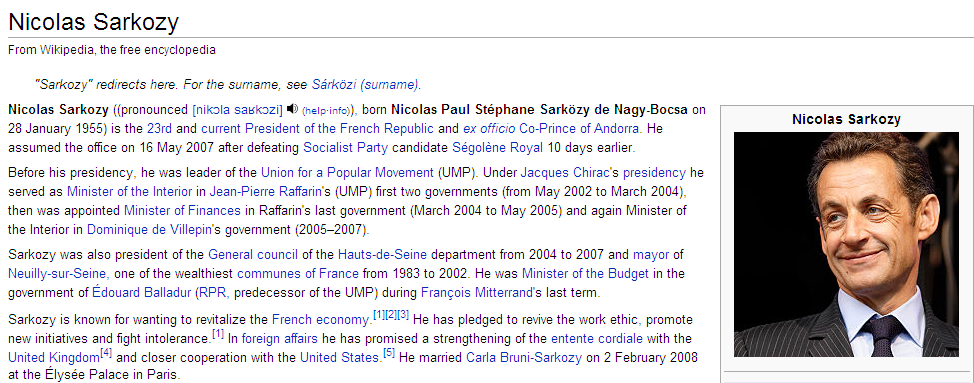 Nicolas Sarkozy
From Wikipedia, the free encyclopedia
"Sarkozy" redirects here. For the surname, see Sárközi (surname).
Nicolas Sarkozy ((pronounced [nikɔla saʁkɔzi] (help·info)), born Nicolas Paul Stéphane Sarközy de Nagy-Bocsa on
28 January 1955) is the 23rd and current President of the French Republic and ex officio Co-Prince of Andorra. He
assumed the office on 16 May 2007 after defeating Socialist Party candidate Ségolène Royal 10 days earlier.
Before his presidency, he was leader of the Union for a Popular Movement (UMP). Under Jacques Chirac's presidency he
served as Minister of the Interior in Jean-Pierre Raffarin's (UMP) first two governments (from May 2002 to March 2004),
then was appointed Minister of Finances in Raffarin's last government (March 2004 to May 2005) and again Minister of
the Interior in Dominique de Villepin's government (2005–2007).
Sarkozy was also president of the General council of the Hauts-de-Seine department from 2004 to 2007 and mayor of
Neuilly-sur-Seine, one of the wealthiest communes of France from 1983 to 2002. He was Minister of the Budget in the
government of Édouard Balladur (RPR, predecessor of the UMP) during François Mitterrand's last term.
Sarkozy is known for wanting to revitalize the French economy.[1][2][3] He has pledged to revive the work ethic, promote
new initiatives and fight intolerance.[1] In foreign affairs he has promised a strengthening of the entente cordiale with the
United Kingdom[4] and closer cooperation with the United States.[5] He married Carla Bruni-Sarkozy on 2 February 2008
at the Élysée Palace in Paris.
Nicolas Sarkozy